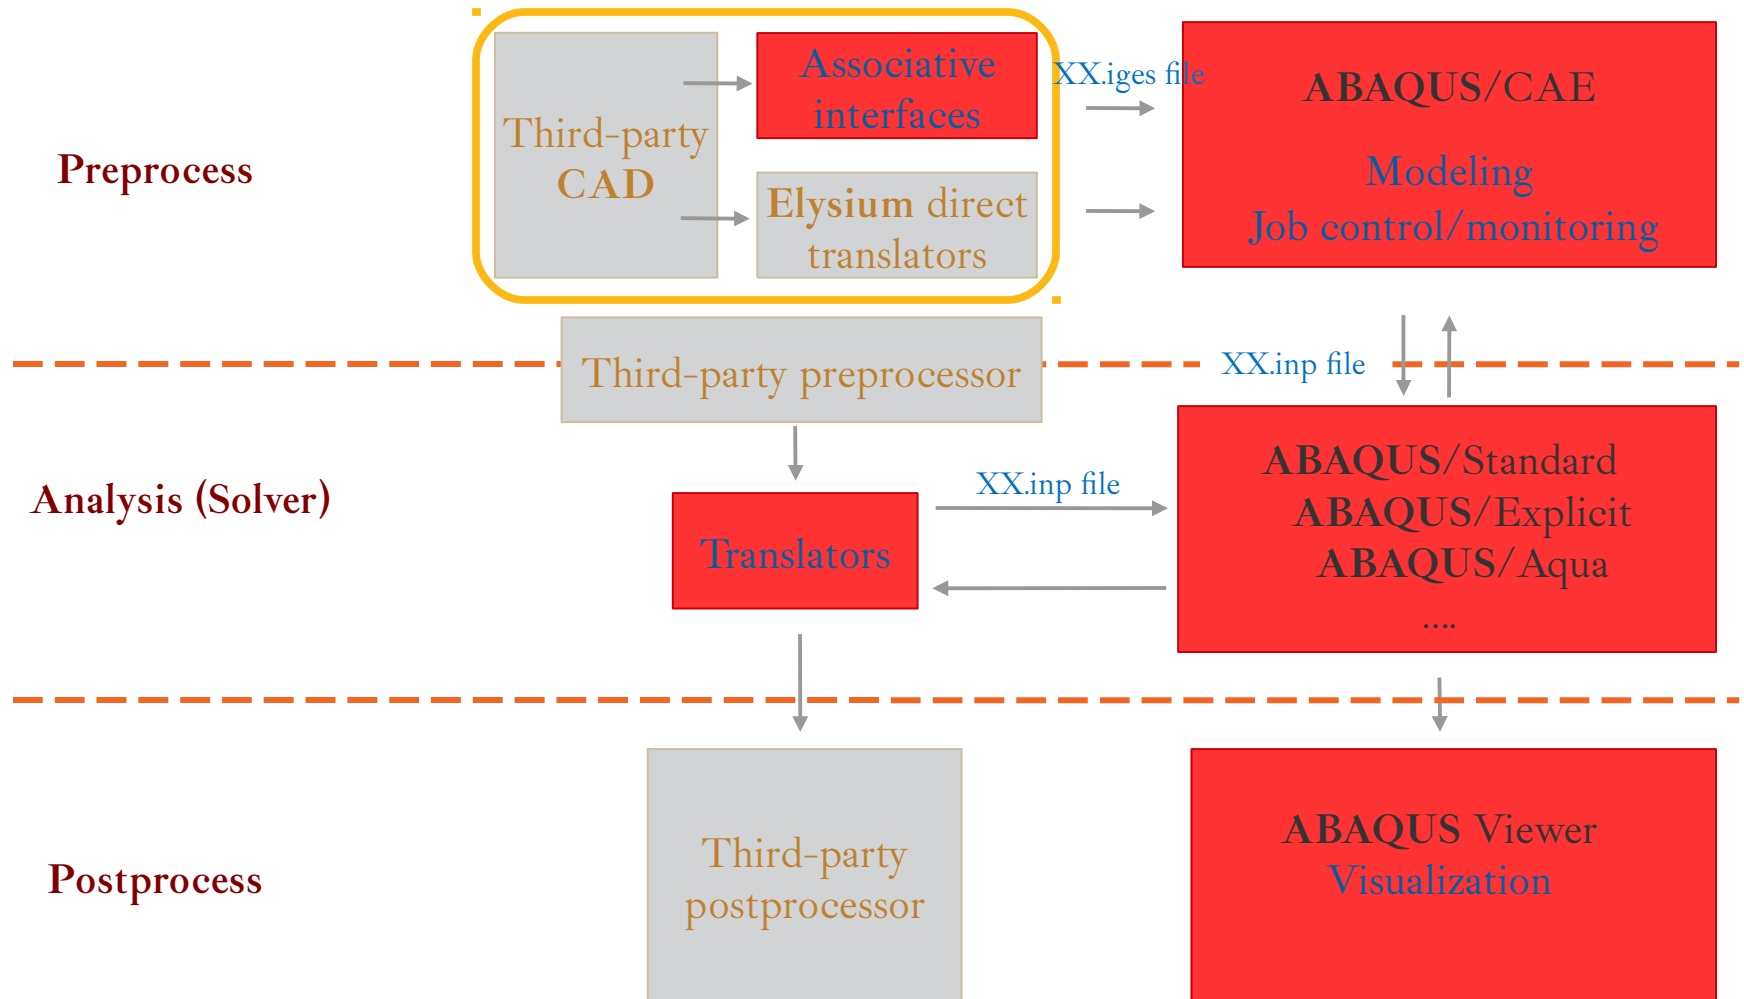 Preprocess
Third-party
CAD
Associative
interfaces
Elysium direct
translators
XX.iges file
ABAQUS/CAE
Modeling
Job control/monitoring
Third-party preprocessor
XX.inp file
Analysis (Solver)
Translators
XX.inp file
ABAQUS/Standard
ABAQUS/Explicit
ABAQUS/Aqua
....
Postprocess
Third-party
postprocessor
ABAQUS Viewer
Visualization